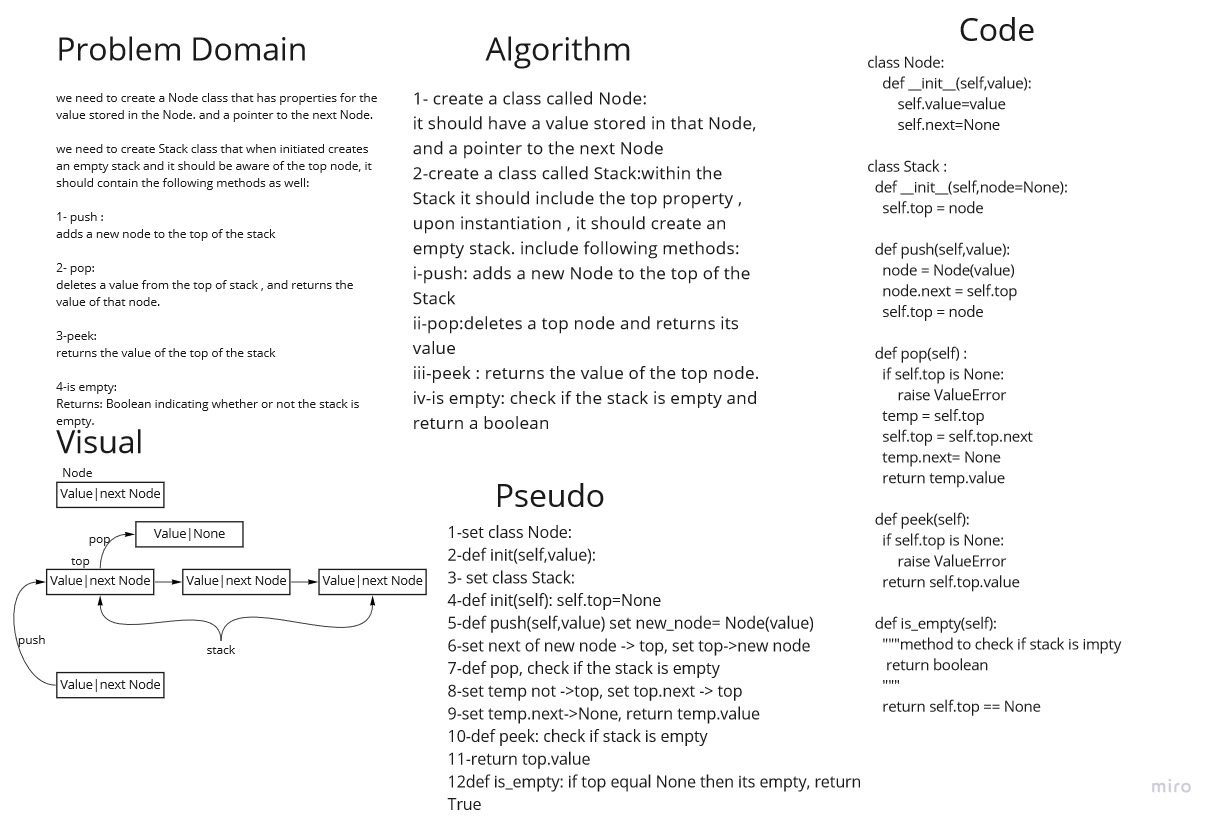 Problem Domain
we need to create a Node class that has properties for the
value stored in the Node. and a pointer to the next Node.
we need to create Stack class that when initiated creates
an empty stack and it should be aware of the top node, it
should contain the following methods as well:
1- push :
adds a new node to the top of the stack
2- pop:
deletes a value from the top of stack , and returns the
value of that node.
3-peek:
returns the value of the top of the stack
4-is empty:
Returns: Boolean indicating whether or not the stack is
empty.
Visual
Node
Value|next Node
pop
Value|None
top
Value|next Node
Value|next Node
Value|next Node
push
stack
Value|next Node
Algorithm
1- create a class called Node:
it should have a value stored in that Node,
and a pointer to the next Node
2-create a class called Stack:within the
Stack it should include the top property ,
upon instantiation , it should create an
empty stack. include following methods:
i-push: adds a new Node to the top of the
Stack
ii-pop:deletes a top node and returns its
value
iii-peek : returns the value of the top node.
iv-is empty: check if the stack is empty and
return a boolean
Pseudo
1-set class Node:
2-def init(self,value):
3- set class Stack:
4-def init(self): self.top=None
5-def push(self,value) set new_node= Node(value)
6-set next of new node -> top, set top->new node
7-def pop, check if the stack is empty
8-set temp not ->top, set top.next -> top
9-set temp.next->None, return temp.value
10-def peek: check if stack is empty
11-return top.value
12def is_empty: if top equal None then its empty, return
True
Code
class Node:
def __init__(self,value):
self.value=value
self.next=None
class Stack :
def __init__(self,node=None):
self.top = node
def push(self,value):
node = Node(value)
node.next = self.top
self.top = node
def pop(self) :
if self.top is None:
raise ValueError
temp = self.top
self.top = self.top.next
temp.next= None
return temp.value
def peek(self):
if self.top is None:
raise ValueError
return self.top.value
def is_empty(self):
"""method to check if stack is impty
return boolean
"""
return self.top == None
miro